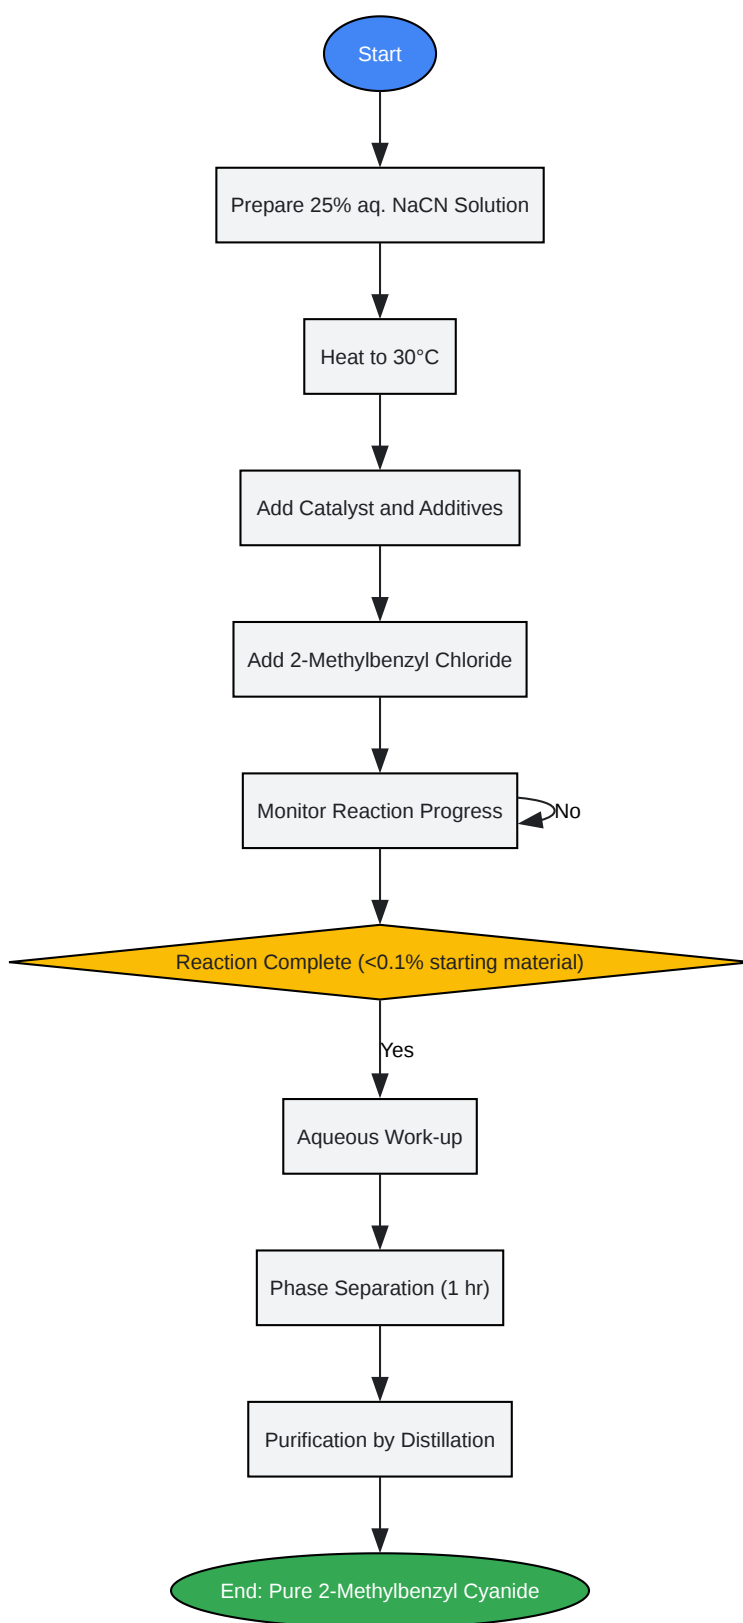 Start
Prepare 25% aq. NaCN Solution
Heat to 30°C
Add Catalyst and Additives
Add 2-Methylbenzyl Chloride
Monitor Reaction Progress
No
Reaction Complete (<0.1% starting material)
Yes
Aqueous Work-up
Phase Separation (1 hr)
Purification by Distillation
End: Pure 2-Methylbenzyl Cyanide